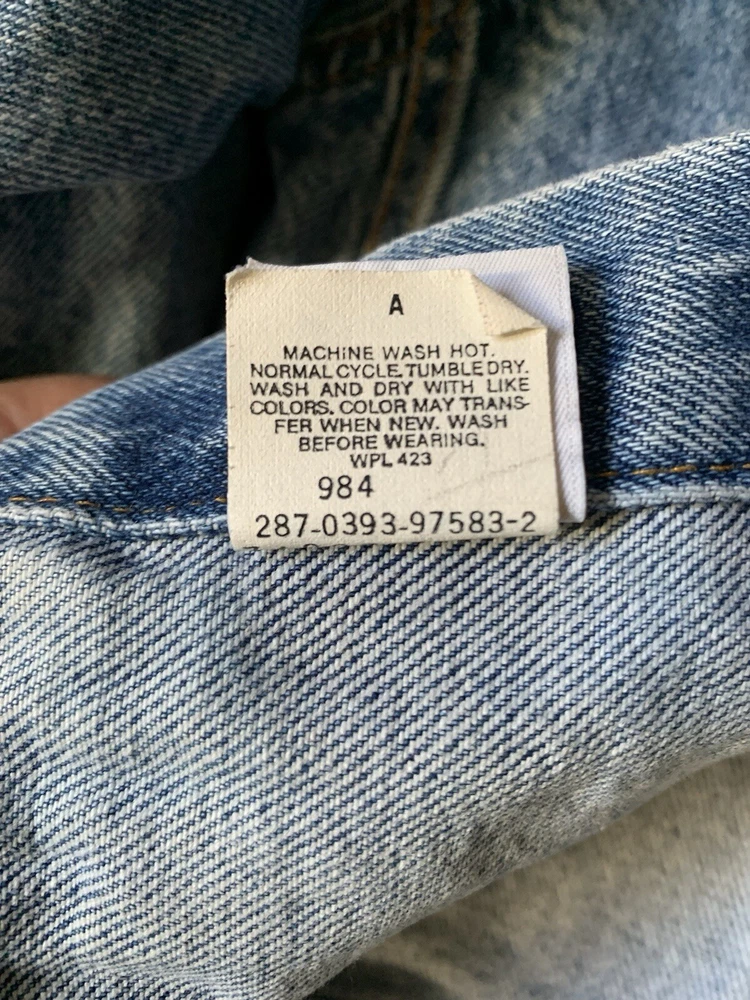 A
MACHINE WASH HOT.
NORMAL CYCLE. TUMBLE DRY.
WASH AND DRY WITH LIKE
COLORS. COLOR MAY TRANS-
FER WHEN NEW. WASH
BEFORE WEARING.
WPL 423
984
287-0393-97583-2